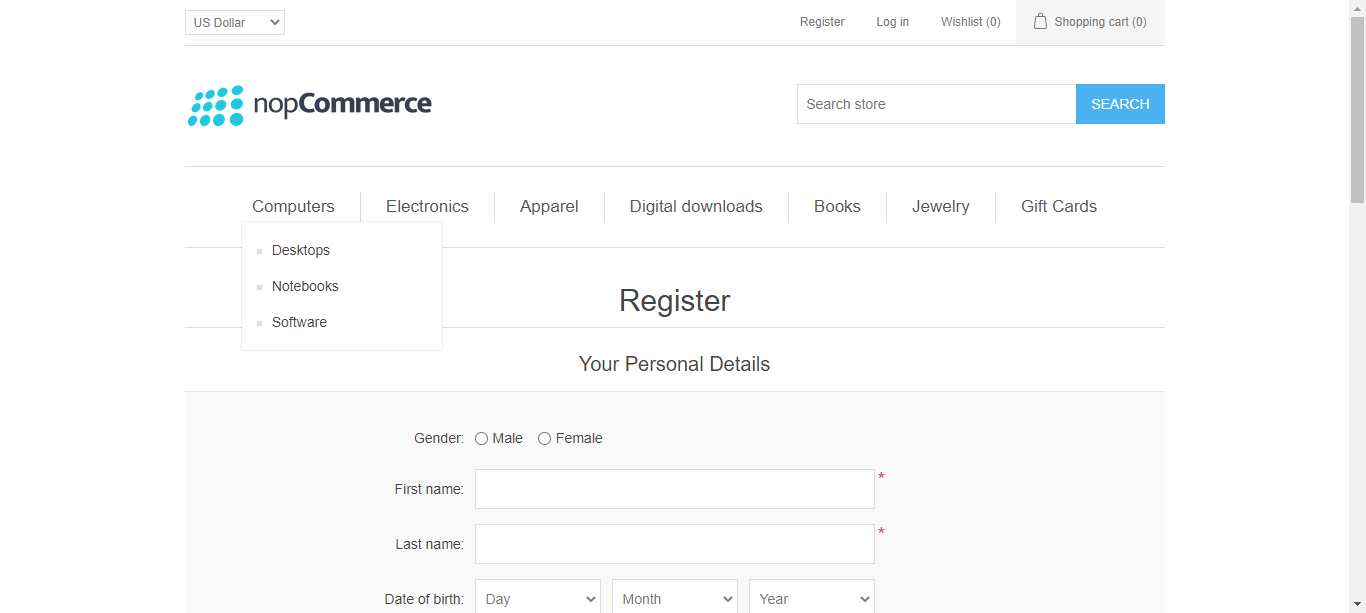 US Dollar Register Log in Wishlist (0) Shopping cart (0)
nopCommerce Search store SEARCH
Computers Electronics Apparel Digital downloads Books Jewelry Gift Cards
Desktops
Notebooks
Software
Register
Your Personal Details
Gender: Male Female
First name: *
Last name: *
Date of birth: Day Month Year